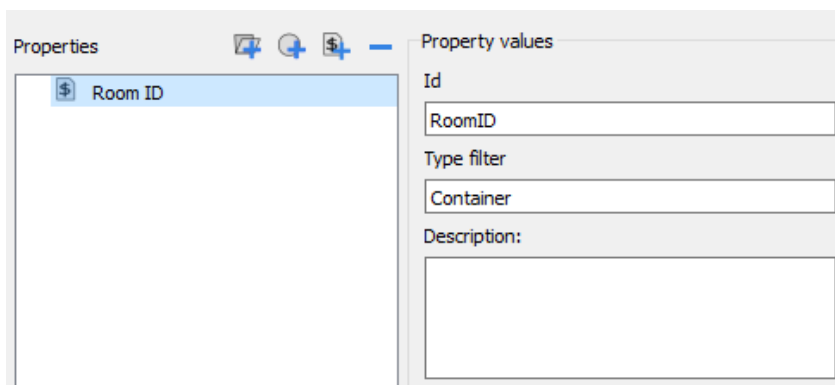 Properties
Room ID
Property values
Id
RoomID
Type filter
Container
Description: